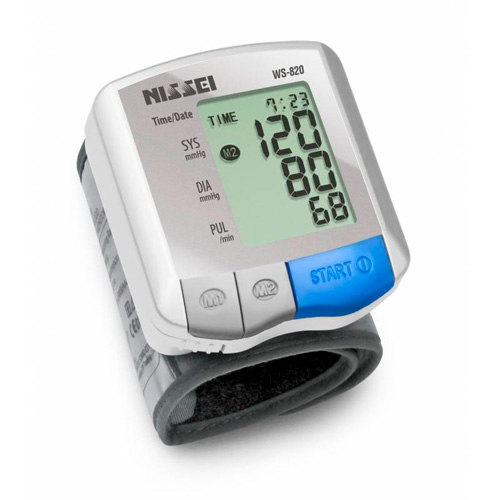 NISSEI
WS-820
Time/Date
TIME
7:23
SYS
mmHg
M2
120
DIA
mmHg
80
PUL
/min
68
M1
M2
START